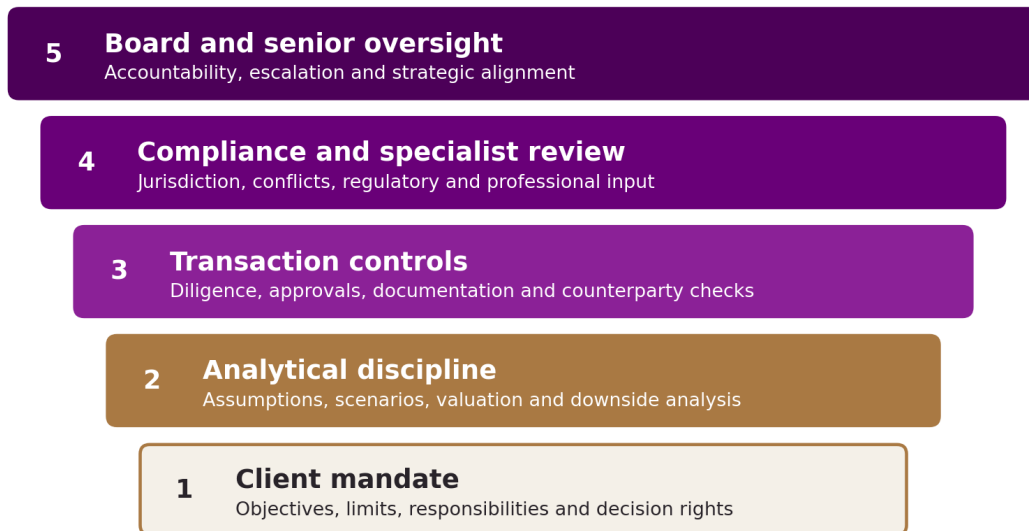 5
Board and senior oversight
Accountability, escalation and strategic alignment
4
Compliance and specialist review
Jurisdiction, conflicts, regulatory and professional input
3
Transaction controls
Diligence, approvals, documentation and counterparty checks
2
Analytical discipline
Assumptions, scenarios, valuation and downside analysis
1
Client mandate
Objectives, limits, responsibilities and decision rights